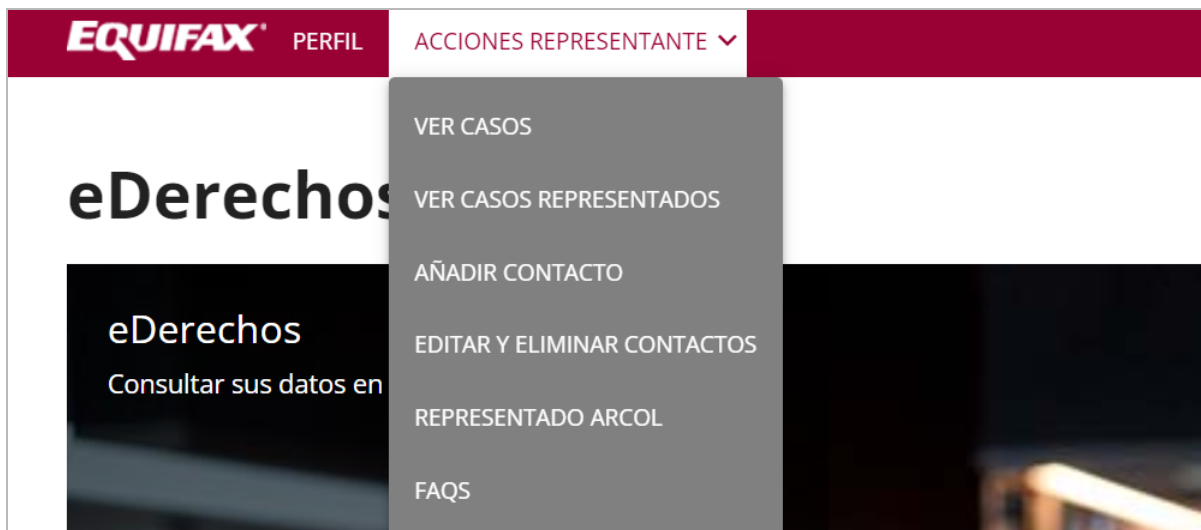 EQUIFAX PERFIL ACCIONES REPRESENTANTE
VER CASOS
eDerechos
VER CASOS REPRESENTADOS
AÑADIR CONTACTO
eDerechos
EDITAR Y ELIMINAR CONTACTOS
Consultar sus datos en
REPRESENTADO ARCOL
FAQS